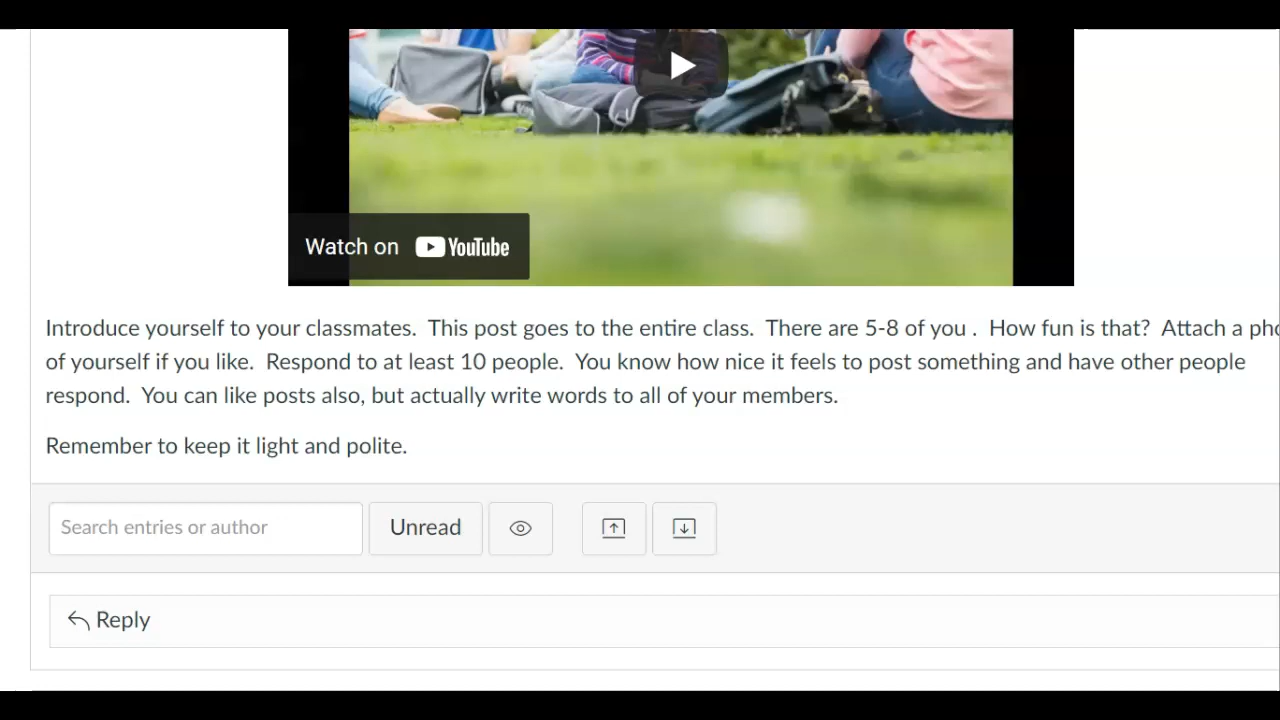 Watch on YouTube
Introduce yourself to your classmates. This post goes to the entire class. There are 5-8 of you . How fun is that? Attach a
of yourself if you like. Respond to at least 10 people. You know how nice it feels to post something and have other people
respond. You can like posts also, but actually write words to all of your members.
Remember to keep it light and polite.
Search entries or author Unread
Reply